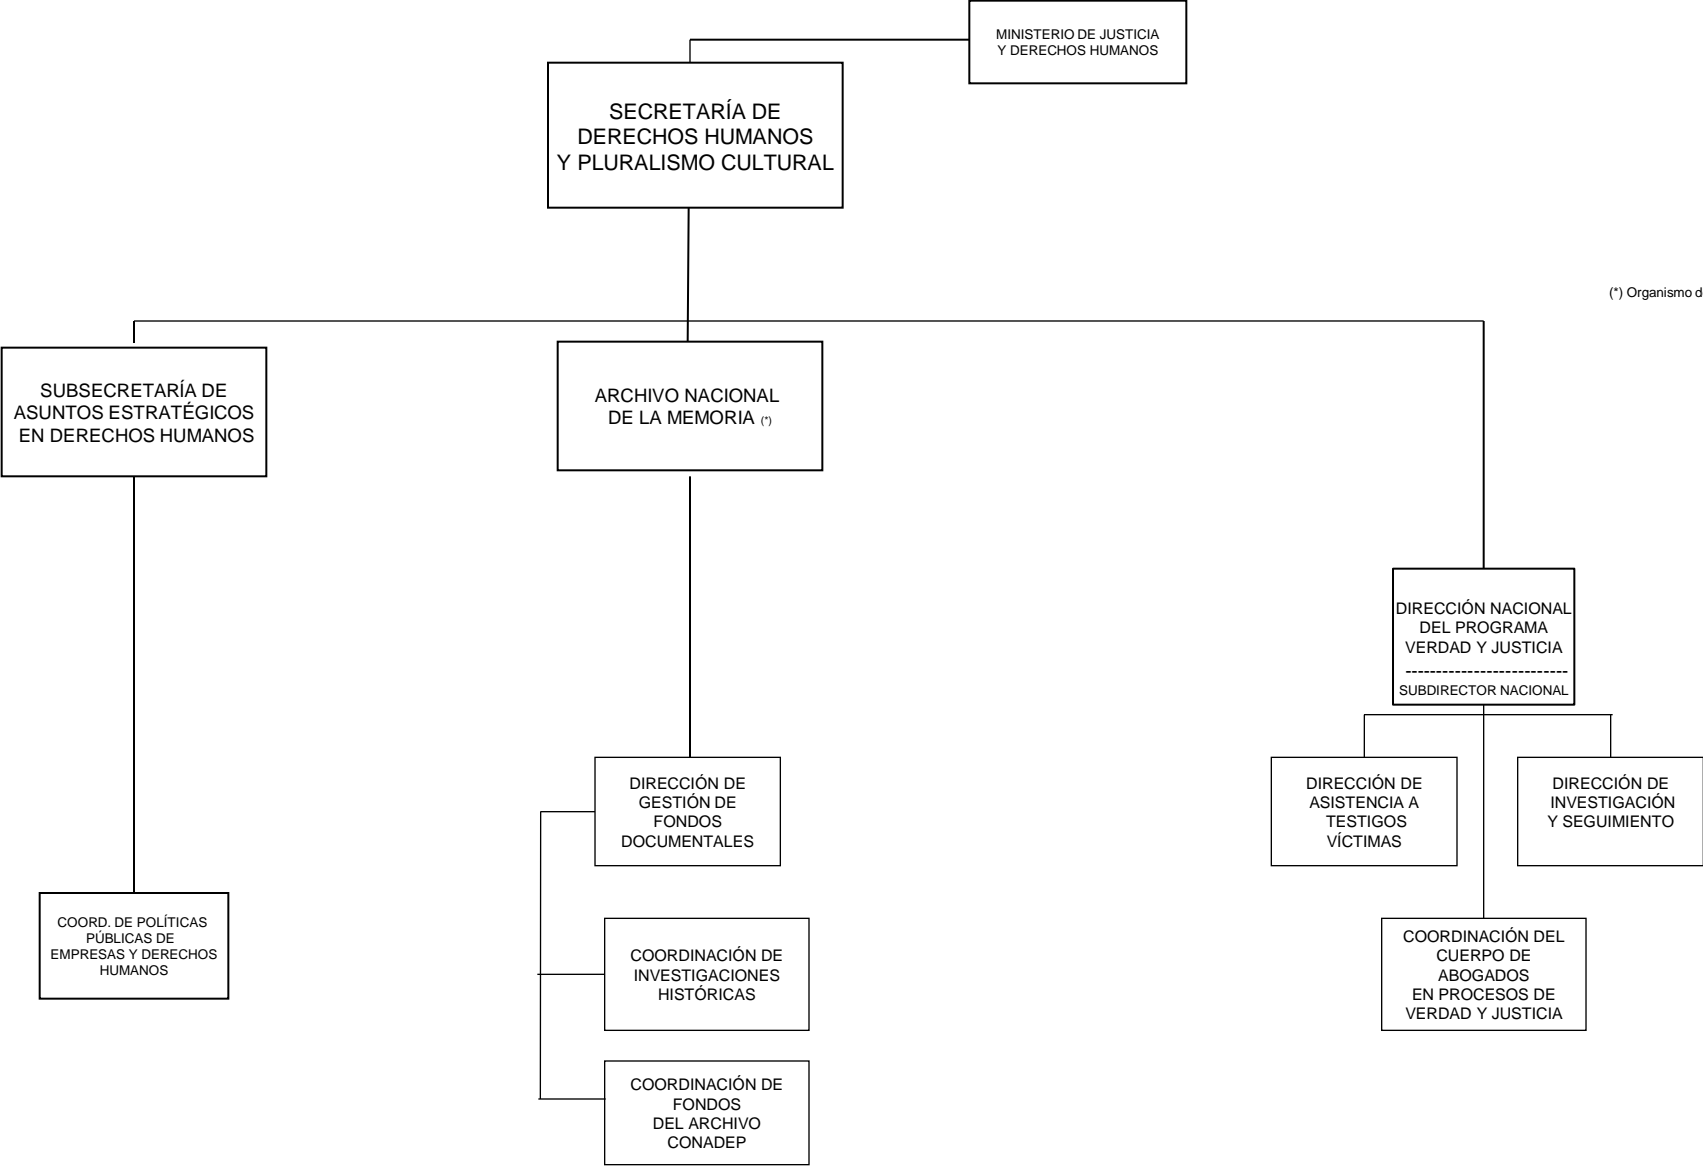 MINISTERIO DE JUSTICIA
Y DERECHOS HUMANOS
SECRETARÍA DE
DERECHOS HUMANOS
Y PLURALISMO CULTURAL
(*) Organismo d
SUBSECRETARÍA DE
ASUNTOS ESTRATÉGICOS
EN DERECHOS HUMANOS
ARCHIVO NACIONAL
DE LA MEMORIA (*)
DIRECCIÓN NACIONAL
DEL PROGRAMA
VERDAD Y JUSTICIA
---------------------------
SUBDIRECTOR NACIONAL
DIRECCIÓN DE
GESTIÓN DE
FONDOS
DOCUMENTALES
DIRECCIÓN DE
ASISTENCIA A
TESTIGOS
VÍCTIMAS
DIRECCIÓN DE
INVESTIGACIÓN
Y SEGUIMIENTO
COORD. DE POLÍTICAS
PÚBLICAS DE
EMPRESAS Y DERECHOS
HUMANOS
COORDINACIÓN DE
INVESTIGACIONES
HISTÓRICAS
COORDINACIÓN DEL
CUERPO DE
ABOGADOS
EN PROCESOS DE
VERDAD Y JUSTICIA
COORDINACIÓN DE
FONDOS
DEL ARCHIVO
CONADEP